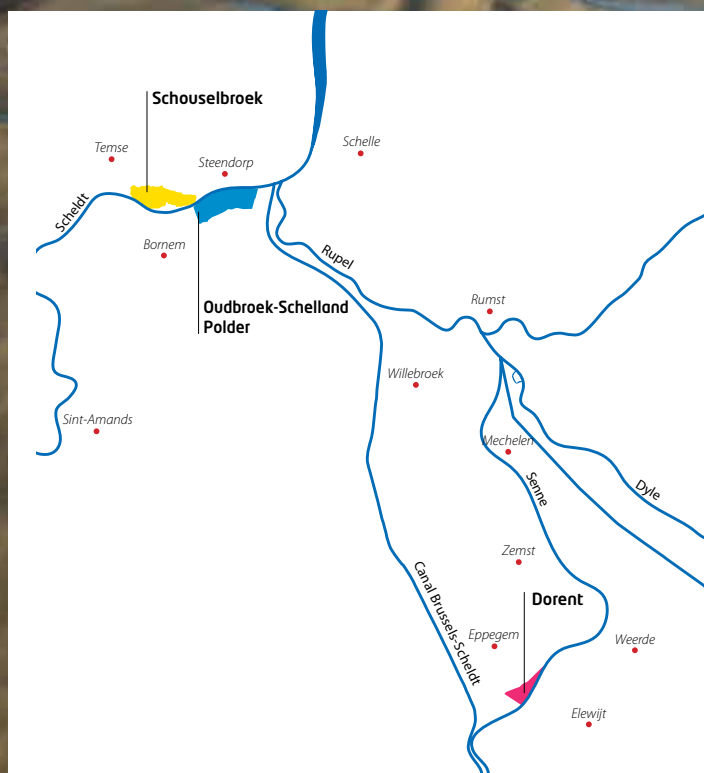 Schouselbroek
Temse
Steendorp
Schelle
Scheldt
Bornem
Rupel
Oudbroek-Schelland
Polder
Rumst
Willebroek
Sint-Amands
Mechelen
Senne
Dyle
Zemst
Canal Brussels-Scheldt
Dorent
Eppegem
Weerde
Elewijt